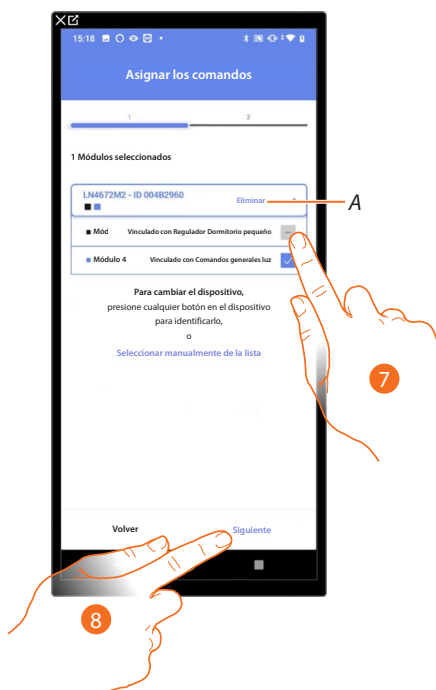 15:18
Asignar los comandos
1 2
1 Módulos seleccionados
LN4672M2 - ID 004B2960
Eliminar
A
Mód Vinculado con Regulador Dormitorio pequeño
Módulo 4 Vinculado con Comandos generales luz
Para cambiar el dispositivo,
presione cualquier botón en el dispositivo
para identificarlo,
o
Seleccionar manualmente de la lista
7
Volver Siguiente
8